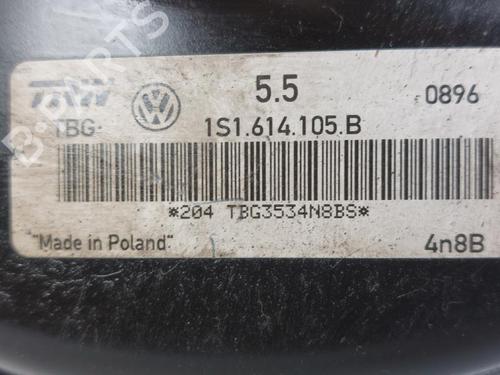 TRW 5.5 0896
TBG- 1S1.614.105.B
*204 TBG3534N8BS*
"Made in Poland" 4n8B
B-PARTS